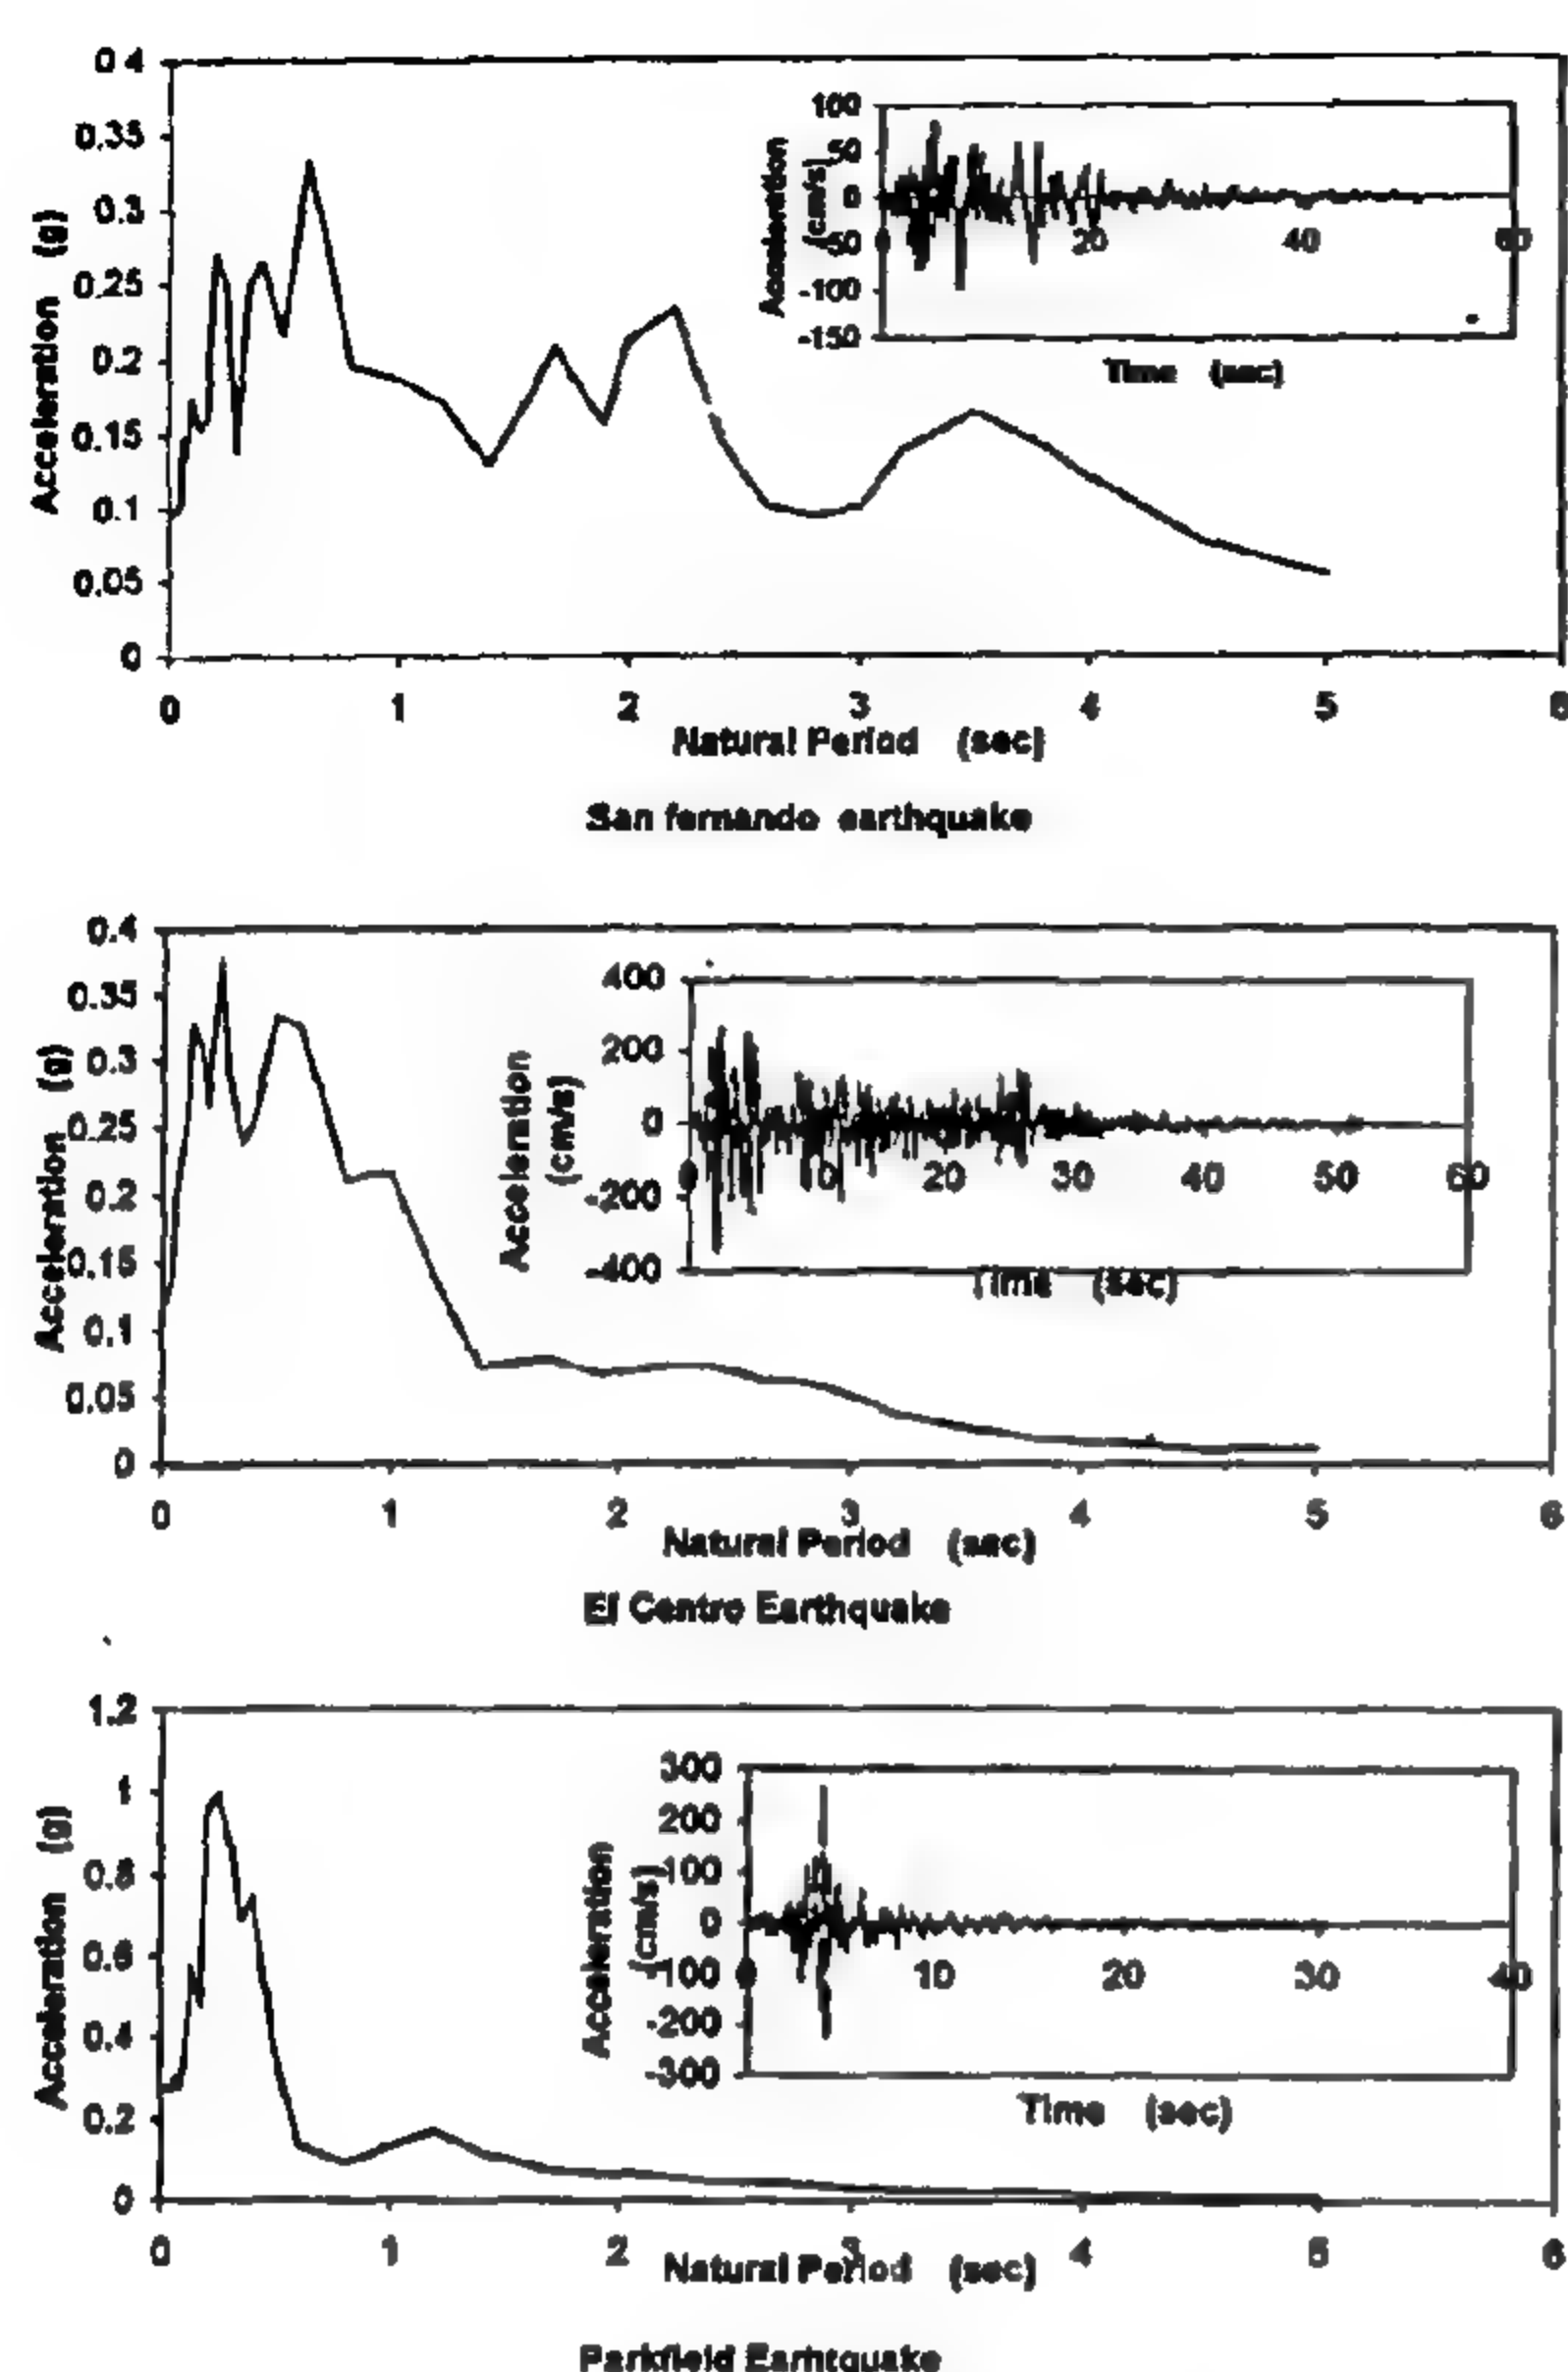 0.4
0.35
0.3
0.25
0.2
0.15
0.1
0.05
0
Acceleration (g)
0 1 2 3 4 5 6
Natural Period (sec)
100
50
0
-50
-100
-150
Acceleration
(cm/s)
0 20 40 60
Time (sec)
San fernando earthquake
0.4
0.35
0.3
0.25
0.2
0.15
0.1
0.05
0
Acceleration (g)
0 1 2 3 4 5 6
Natural Period (sec)
400
200
0
-200
-400
Acceleration
(cm/s)
0 10 20 30 40 50 60
Time (sec)
El Centro Earthquake
1.2
1
0.8
0.6
0.4
0.2
0
Acceleration (g)
0 1 2 3 4 5 6
Natural Period (sec)
300
200
100
0
-100
-200
-300
Acceleration
(cm/s)
0 10 20 30 40
Time (sec)
Parkfield Earhtquake